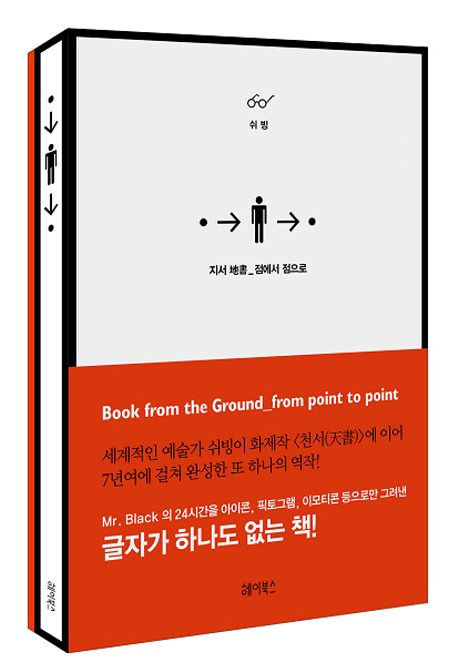 쉬 빙
• → → •
지서 地書_점에서 점으로
Book from the Ground_from point to point
세계적인 예술가 쉬빙이 화제작 <천서(天書)>에 이어
7년여에 걸쳐 완성한 또 하나의 역작!
Mr. Black 의 24시간을 아이콘, 픽토그램, 이모티콘 등으로만 그려낸
글자가 하나도 없는 책!
헤이북스
헤이북스